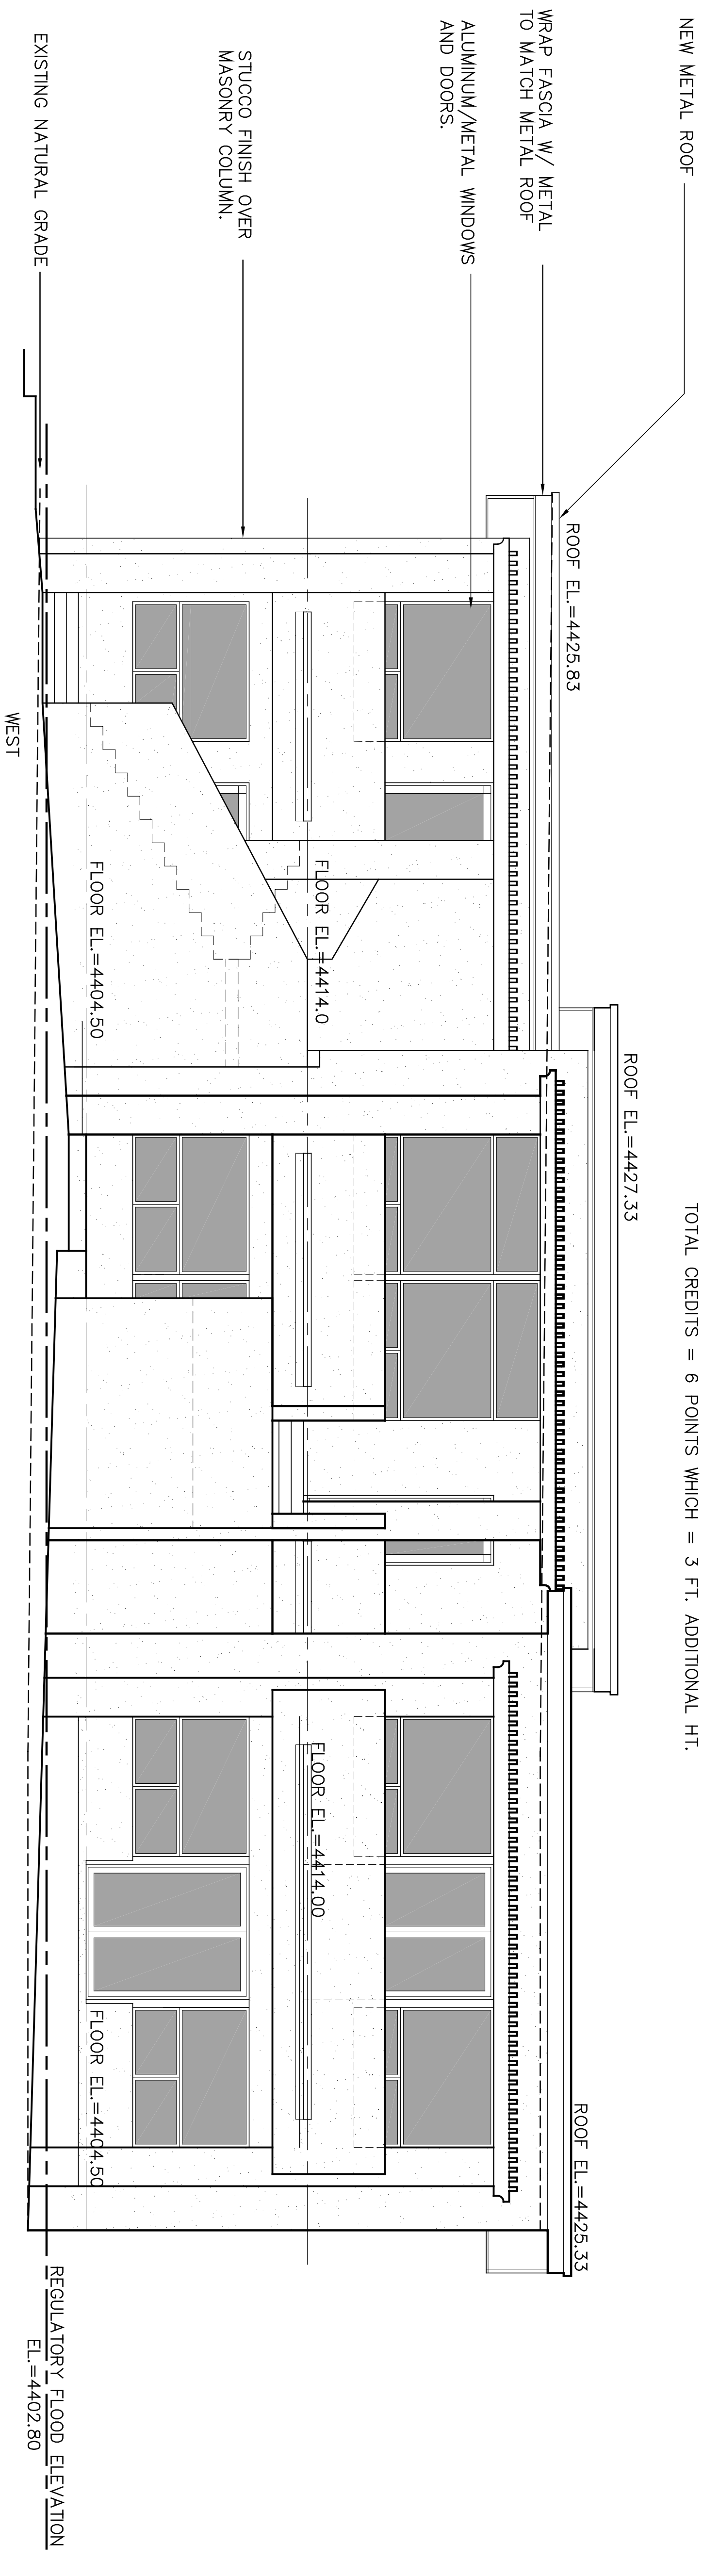 NEW METAL ROOF
WRAP FASCIA W/ METAL
TO MATCH METAL ROOF
ALUMINUM/METAL WINDOWS
AND DOORS.
STUCCO FINISH OVER
MASONRY COLUMN.
EXISTING NATURAL GRADE
ROOF EL.=4425.83
FLOOR EL.=4414.0
FLOOR EL.=4404.50
WEST
TOTAL CREDITS = 6 POINTS WHICH = 3 FT. ADDITIONAL HT.
ROOF EL.=4427.33
FLOOR EL.=4414.00
FLOOR EL.=4404.50
ROOF EL.=4425.33
REGULATORY FLOOD ELEVATION
EL.=4402.80